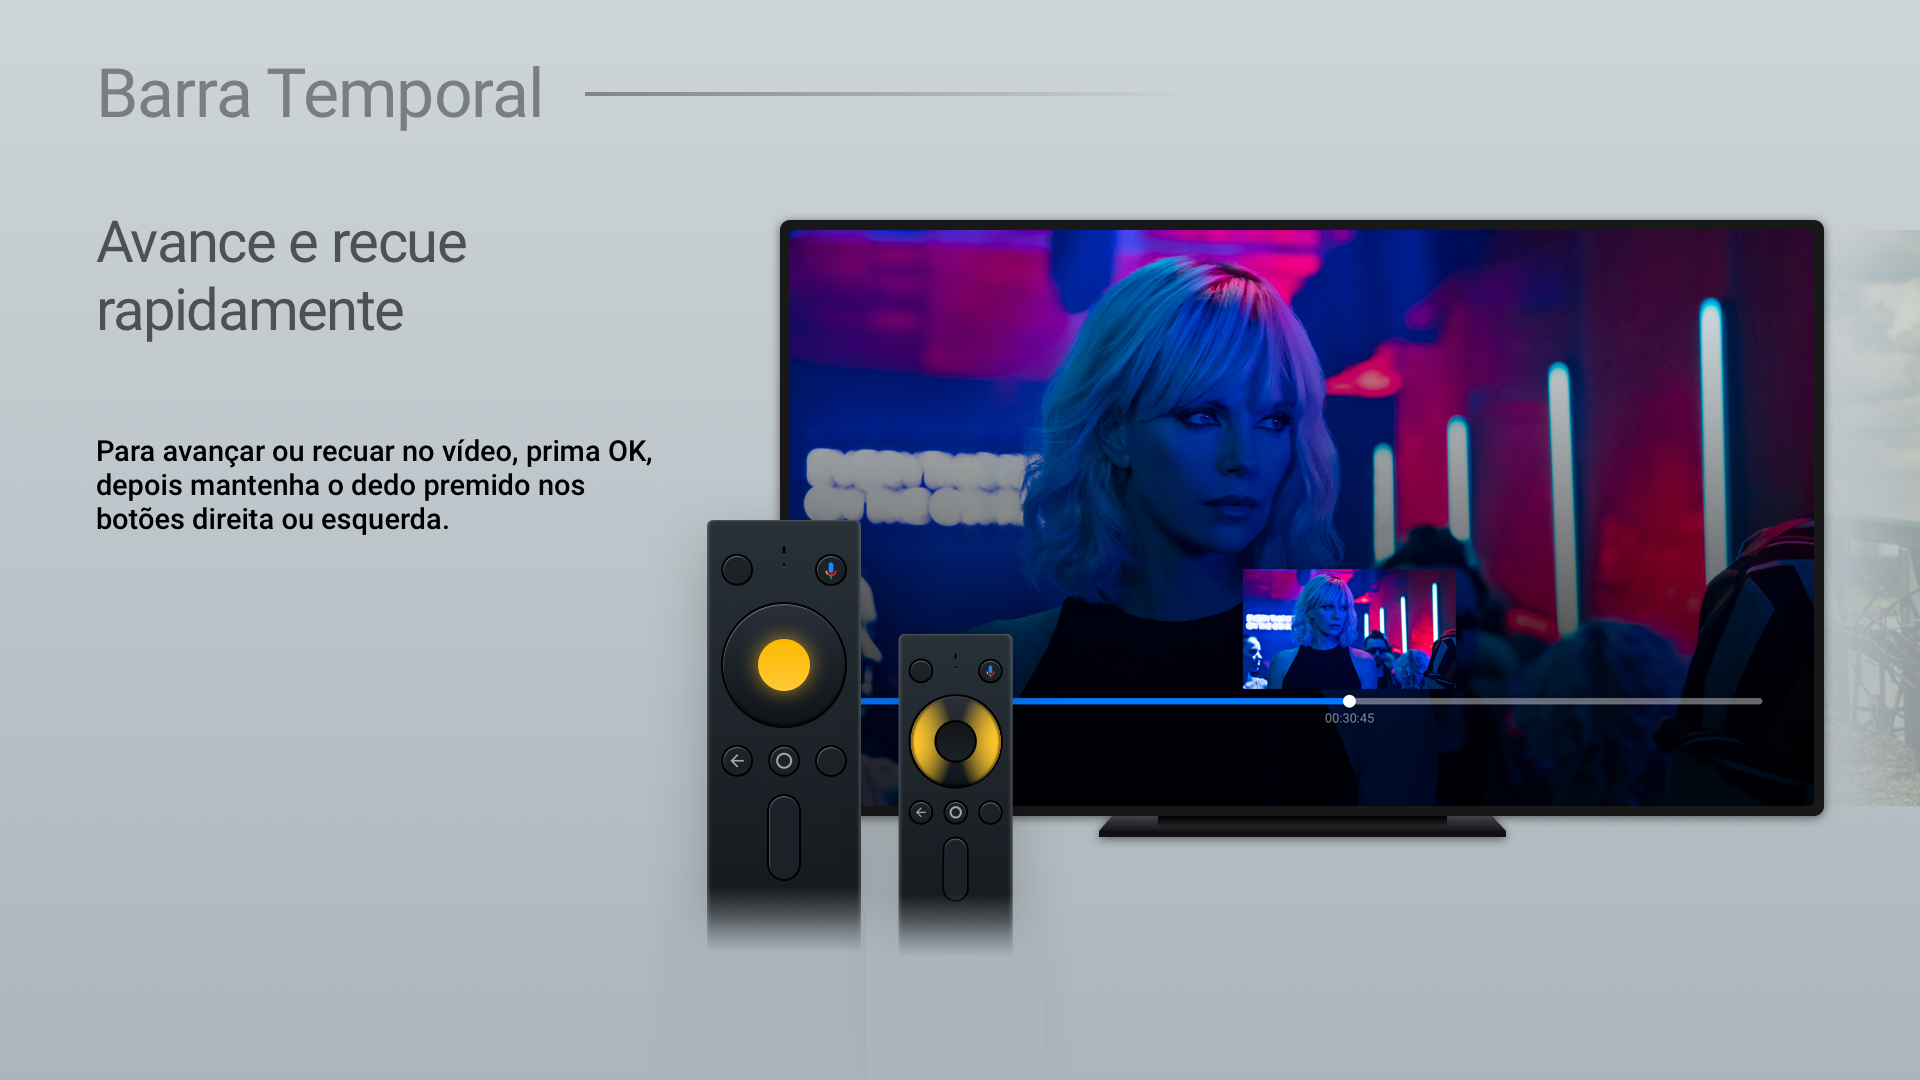 Barra Temporal
Avance e recue
rapidamente
Para avançar ou recuar no vídeo, prima OK,
depois mantenha o dedo premido nos
botões direita ou esquerda.
00:30:45